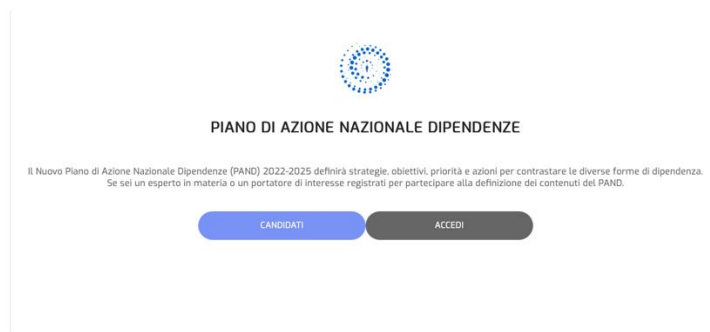 PIANO DI AZIONE NAZIONALE DIPENDENZE
Il Nuovo Piano di Azione Nazionale Dipendenze (PAND) 2022-2025 definirà strategie, obiettivi, priorità e azioni per contrastare le diverse forme di dipendenza.
Se sei un esperto in materia o un portatore di interesse registrati per partecipare alla definizione dei contenuti del PAND.
CANDIDATI ACCEDI